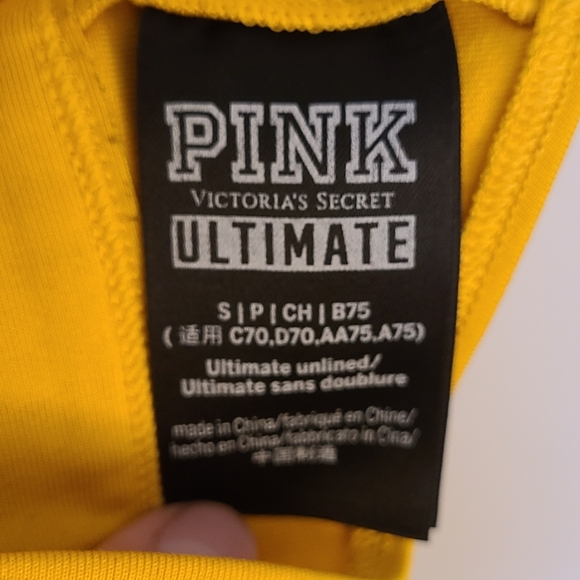 PINK
VICTORIA'S SECRET
ULTIMATE
S | P | CH | B75
( 适用 C70,D70,AA75,A75)
Ultimate unlined/
Ultimate sans doublure
made in China/fabriqué en Chine/
hecho en China/fabbricato in Cina/
中国制造